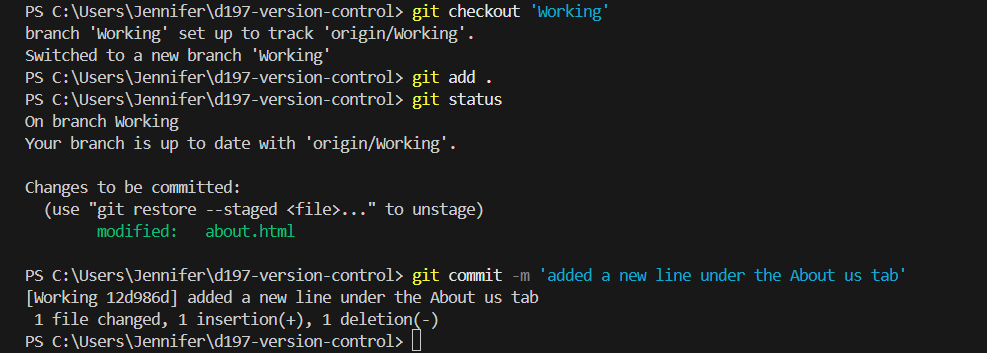 PS C:\Users\Jennifer\d197-version-control> git checkout 'Working'
branch 'Working' set up to track 'origin/Working'.
Switched to a new branch 'Working'
PS C:\Users\Jennifer\d197-version-control> git add .
PS C:\Users\Jennifer\d197-version-control> git status
On branch Working
Your branch is up to date with 'origin/Working'.

Changes to be committed:
  (use "git restore --staged <file>..." to unstage)
        modified:   about.html

PS C:\Users\Jennifer\d197-version-control> git commit -m 'added a new line under the About us tab'
[Working 12d986d] added a new line under the About us tab
 1 file changed, 1 insertion(+), 1 deletion(-)
PS C:\Users\Jennifer\d197-version-control>